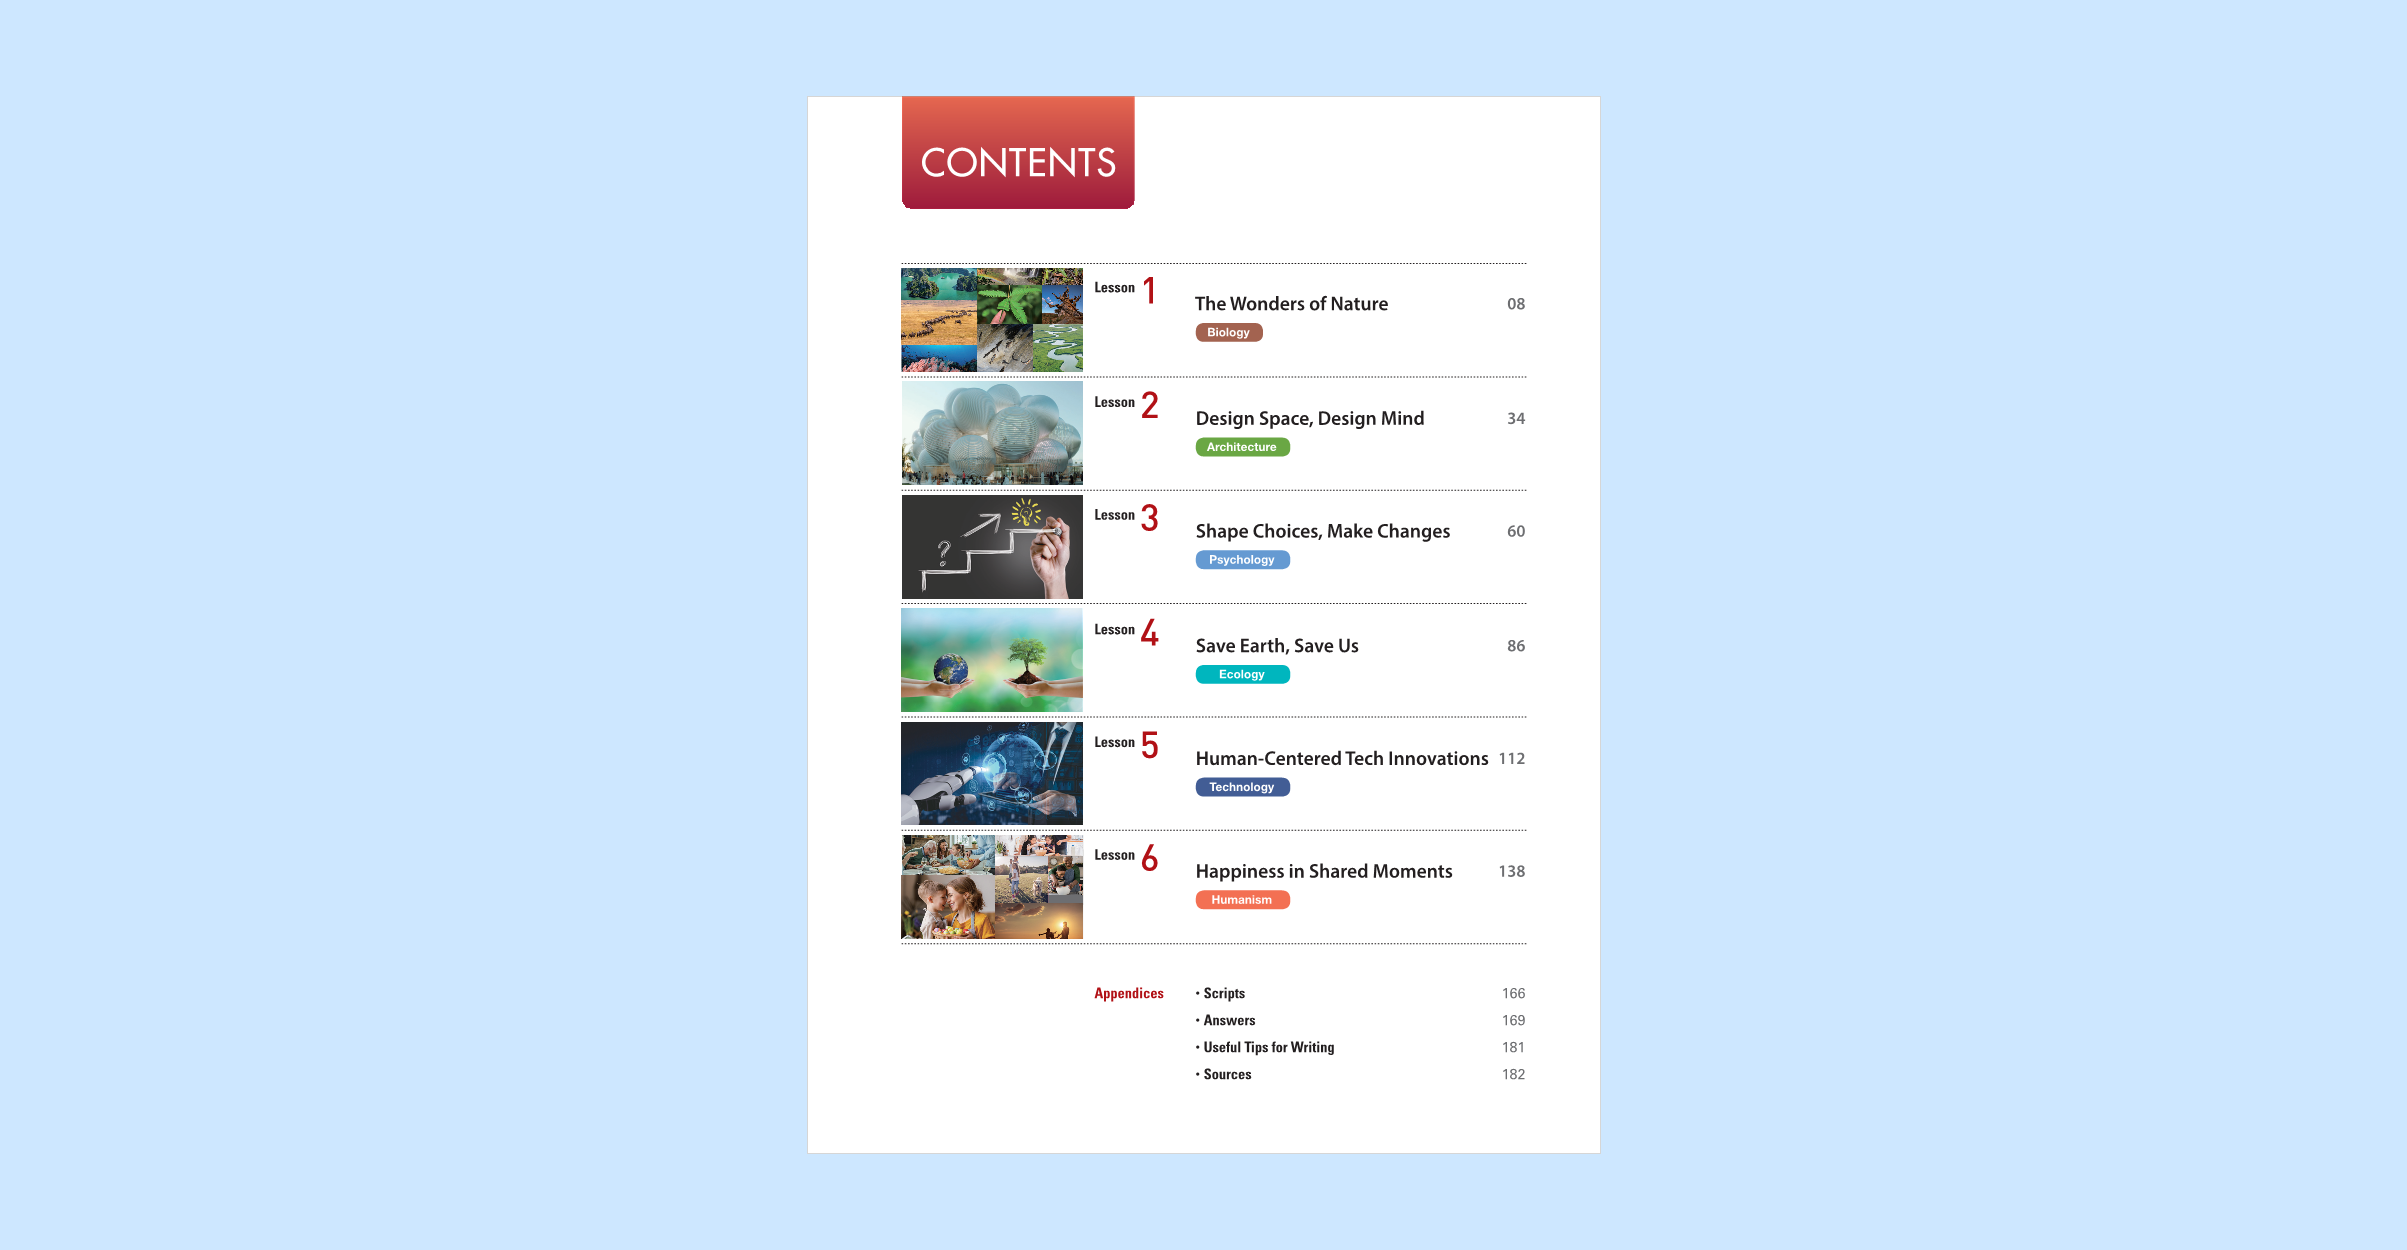 CONTENTS
Lesson 1
The Wonders of Nature 08
Biology
Lesson 2
Design Space, Design Mind 34
Architecture
Lesson 3
Shape Choices, Make Changes 60
Psychology
?
Lesson 4
Save Earth, Save Us 86
Ecology
Lesson 5
Human-Centered Tech Innovations 112
Technology
Lesson 6
Happiness in Shared Moments 138
Humanism
Appendices
• Scripts 166
• Answers 169
• Useful Tips for Writing 181
• Sources 182